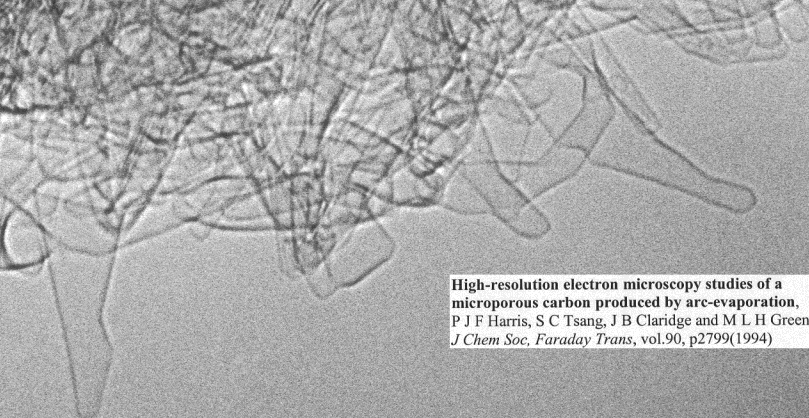 High-resolution electron microscopy studies of a
microporous carbon produced by arc-evaporation,
P J F Harris, S C Tsang, J B Claridge and M L H Green
J Chem Soc, Faraday Trans, vol.90, p2799(1994)